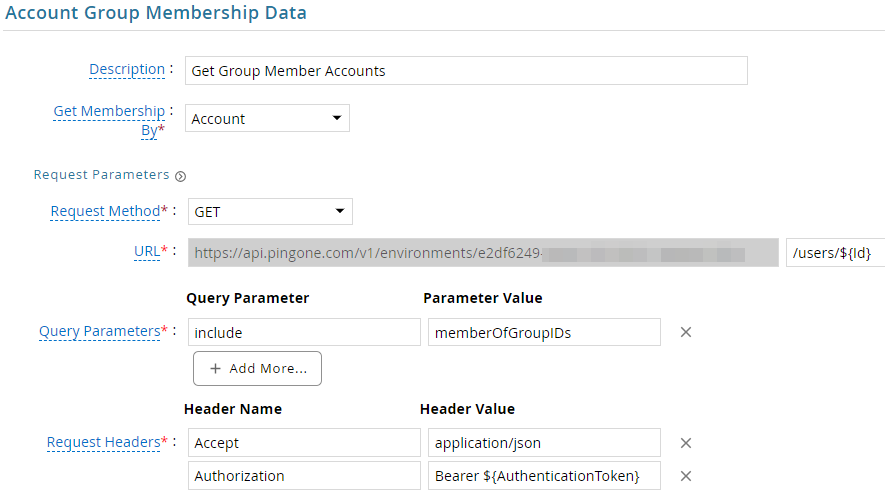 Account Group Membership Data
Description :
Get Group Member Accounts
Get Membership :
By*
Account
Request Parameters
Request Method* :
GET
URL* :
https://api.pingone.com/v1/environments/e2df6249
/users/${Id}
Query Parameter Parameter Value
Query Parameters* :
include
memberOfGroupIDs
+ Add More...
Header Name Header Value
Request Headers* :
Accept
application/json
Authorization
Bearer ${AuthenticationToken}